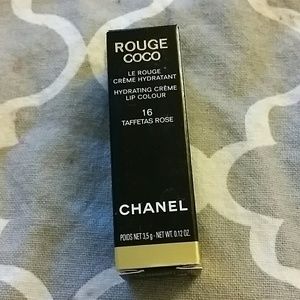 ROUGE
COCO
LE ROUGE
CRÈME HYDRATANT
HYDRATING CRÈME
LIP COLOUR
16
TAFFETAS ROSE
CHANEL
POIDS NET 3,5 g - NET WT. 0.12 OZ.